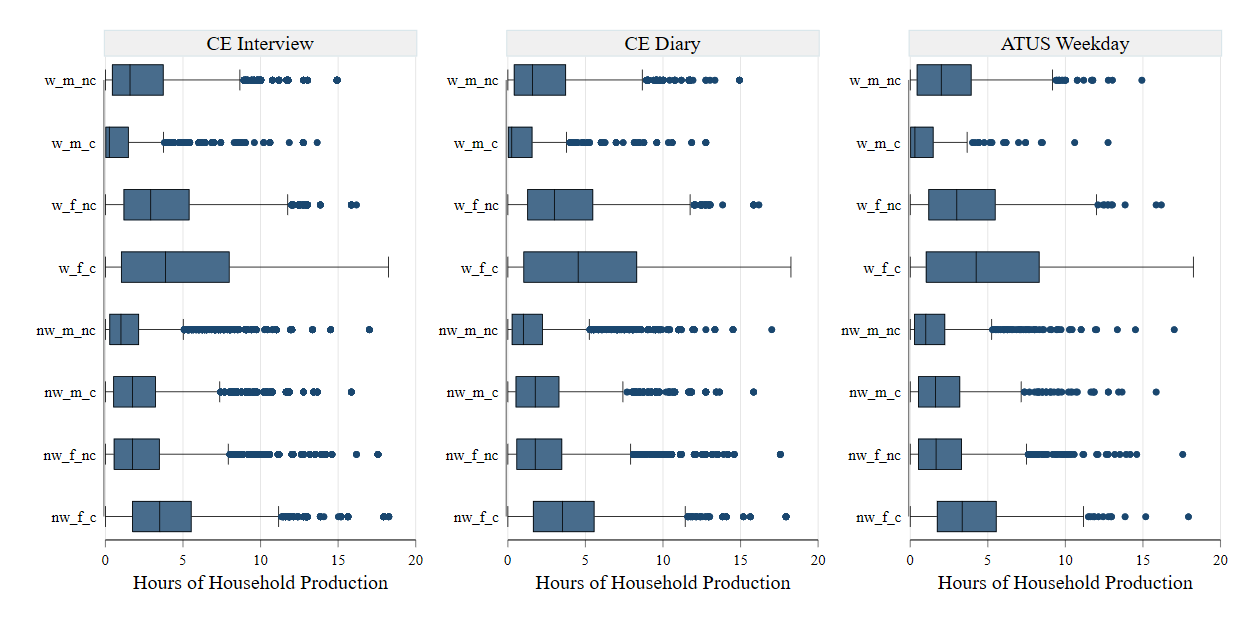 CE Interview
w_m_nc
w_m_c
w_f_nc
w_f_c
nw_m_nc
nw_m_c
nw_f_nc
nw_f_c
0 5 10 15 20
Hours of Household Production
CE Diary
w_m_nc
w_m_c
w_f_nc
w_f_c
nw_m_nc
nw_m_c
nw_f_nc
nw_f_c
0 5 10 15 20
Hours of Household Production
ATUS Weekday
w_m_nc
w_m_c
w_f_nc
w_f_c
nw_m_nc
nw_m_c
nw_f_nc
nw_f_c
0 5 10 15 20
Hours of Household Production